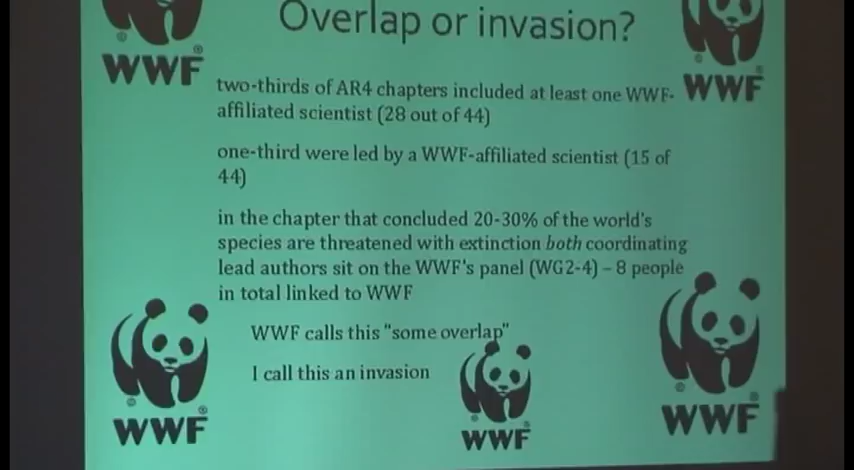 Overlap or invasion?
WWF
WWF
two-thirds of AR4 chapters included at least one WWF-
affiliated scientist (28 out of 44)
one-third were led by a WWF-affiliated scientist (15 of
44)
in the chapter that concluded 20-30% of the world's
species are threatened with extinction both coordinating
lead authors sit on the WWF's panel (WG2-4) – 8 people
in total linked to WWF
WWF calls this "some overlap"
I call this an invasion
WWF
WWF
WWF